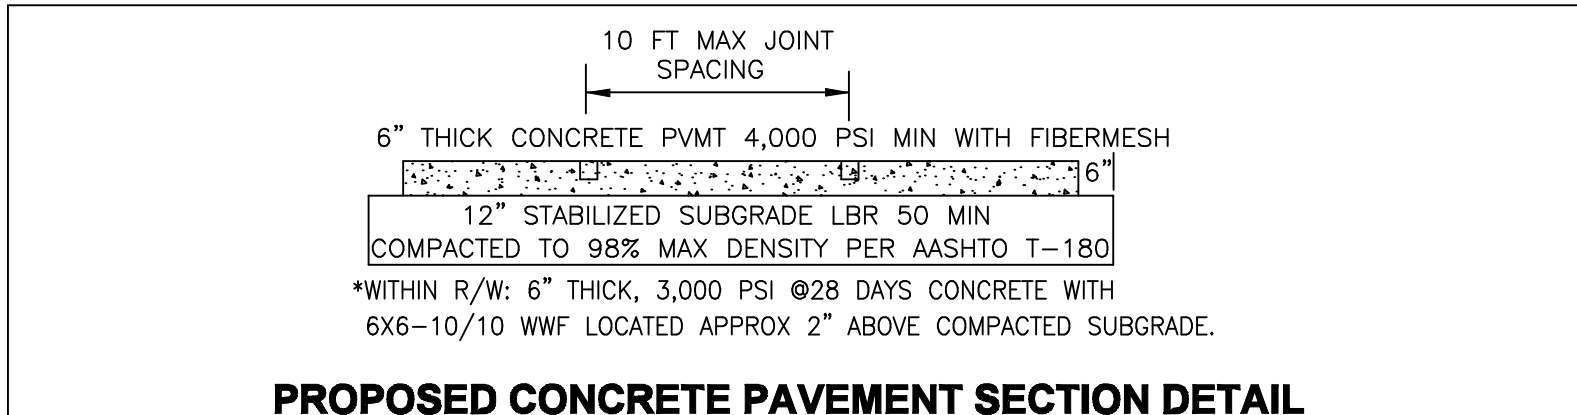 10 FT MAX JOINT
SPACING
6” THICK CONCRETE PVMT 4,000 PSI MIN WITH FIBERMESH
6”
12” STABILIZED SUBGRADE LBR 50 MIN
COMPACTED TO 98% MAX DENSITY PER AASHTO T-180
*WITHIN R/W: 6” THICK, 3,000 PSI @28 DAYS CONCRETE WITH
6X6-10/10 WWF LOCATED APPROX 2” ABOVE COMPACTED SUBGRADE.
PROPOSED CONCRETE PAVEMENT SECTION DETAIL